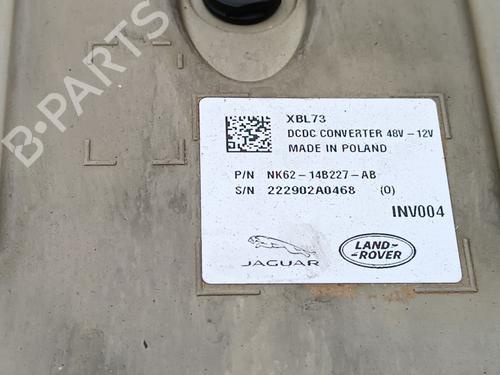 B-PARTS
XBL73
DCDC CONVERTER 48V-12V
MADE IN POLAND
P/N NK62-14B227-AB
S/N 222902A0468 (0)
INV004
JAGUAR
LAND-
-ROVER